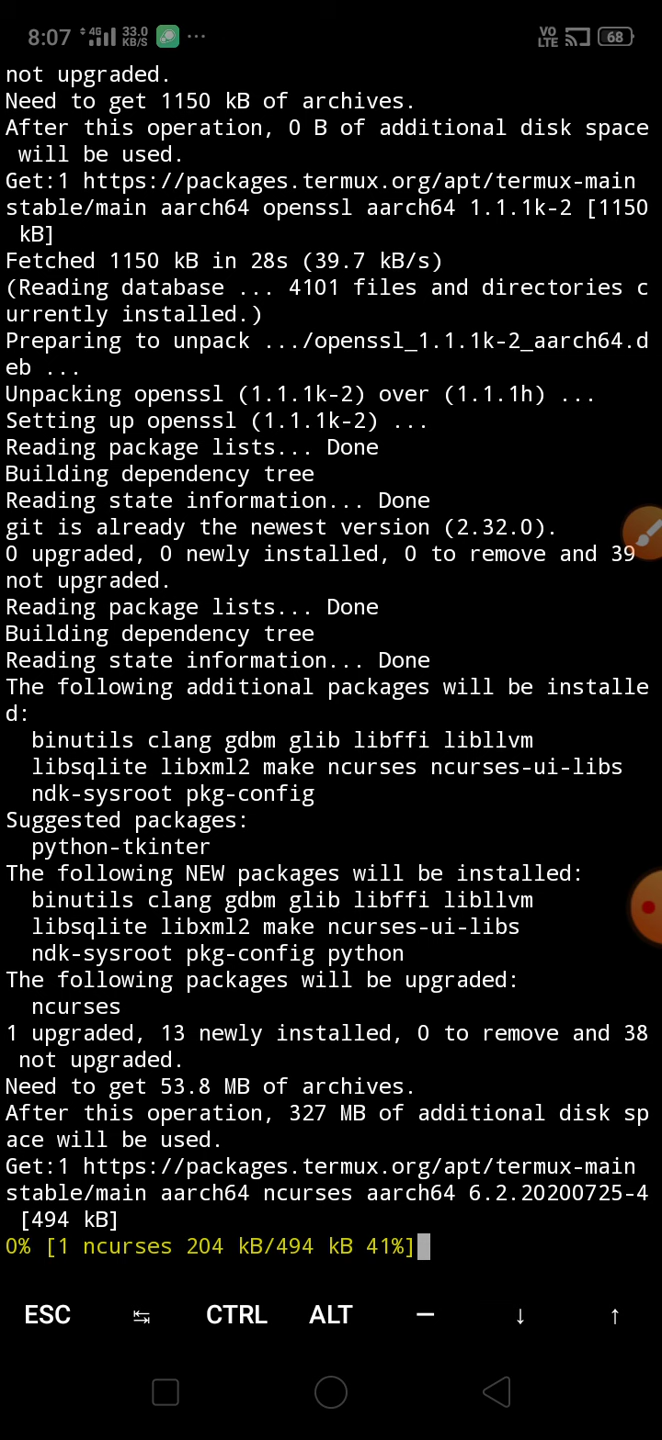 8:07 4G 33.0 KB/S ... VO LTE 68
not upgraded.
Need to get 1150 kB of archives.
After this operation, 0 B of additional disk space
 will be used.
Get:1 https://packages.termux.org/apt/termux-main
stable/main aarch64 openssl aarch64 1.1.1k-2 [1150
 kB]
Fetched 1150 kB in 28s (39.7 kB/s)
(Reading database ... 4101 files and directories c
urrently installed.)
Preparing to unpack .../openssl_1.1.1k-2_aarch64.d
eb ...
Unpacking openssl (1.1.1k-2) over (1.1.1h) ...
Setting up openssl (1.1.1k-2) ...
Reading package lists... Done
Building dependency tree
Reading state information... Done
git is already the newest version (2.32.0).
0 upgraded, 0 newly installed, 0 to remove and 39
not upgraded.
Reading package lists... Done
Building dependency tree
Reading state information... Done
The following additional packages will be installe
d:
  binutils clang gdbm glib libffi libllvm
  libsqlite libxml2 make ncurses ncurses-ui-libs
  ndk-sysroot pkg-config
Suggested packages:
  python-tkinter
The following NEW packages will be installed:
  binutils clang gdbm glib libffi libllvm
  libsqlite libxml2 make ncurses-ui-libs
  ndk-sysroot pkg-config python
The following packages will be upgraded:
  ncurses
1 upgraded, 13 newly installed, 0 to remove and 38
 not upgraded.
Need to get 53.8 MB of archives.
After this operation, 327 MB of additional disk sp
ace will be used.
Get:1 https://packages.termux.org/apt/termux-main
stable/main aarch64 ncurses aarch64 6.2.20200725-4
 [494 kB]
0% [1 ncurses 204 kB/494 kB 41%]
ESC ↹ CTRL ALT — ↓ ↑